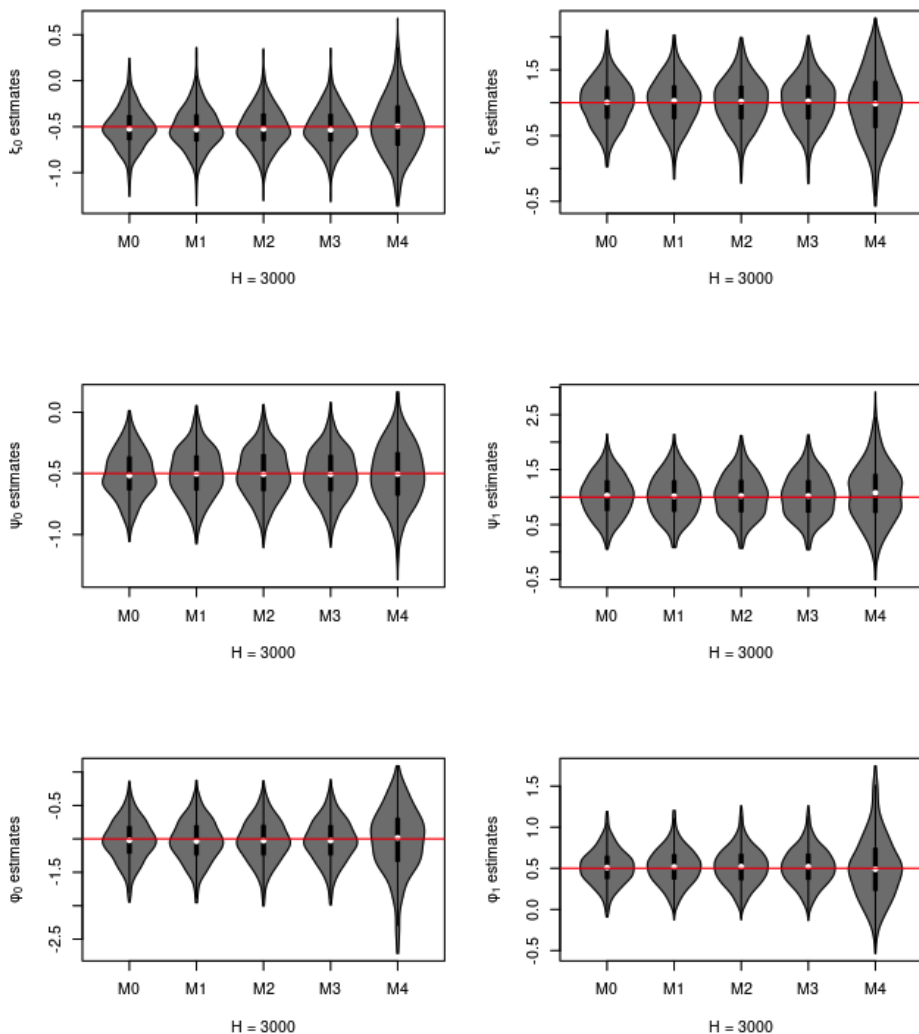 ξ0 estimates
0.5
0.0
-0.5
-1.0
M0 M1 M2 M3 M4
H = 3000
ξ1 estimates
1.5
0.5
-0.5
M0 M1 M2 M3 M4
H = 3000
ψ0 estimates
0.0
-0.5
-1.0
M0 M1 M2 M3 M4
H = 3000
ψ1 estimates
2.5
1.5
0.5
-0.5
M0 M1 M2 M3 M4
H = 3000
φ0 estimates
-0.5
-1.5
-2.5
M0 M1 M2 M3 M4
H = 3000
φ1 estimates
1.5
1.0
0.5
0.0
-0.5
M0 M1 M2 M3 M4
H = 3000